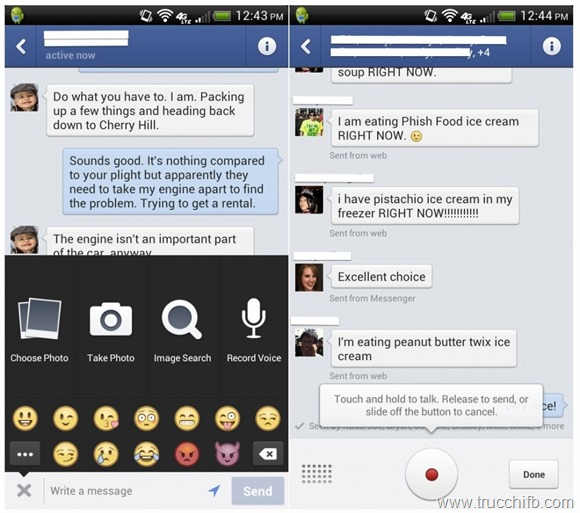 4G LTE 12:43 PM
active now
Do what you have to. I am. Packing
up a few things and heading back
down to Cherry Hill.
Sounds good. It's nothing compared
to your plight but apparently they
need to take my engine apart to find
the problem. Trying to get a rental.
The engine isn't an important part
of the car, anyway.
Choose Photo
Take Photo
Image Search
Record Voice
Write a message
Send
4G LTE 12:44 PM
, +4
soup RIGHT NOW.
I am eating Phish Food ice cream
RIGHT NOW. 😉
Sent from web
i have pistachio ice cream in my
freezer RIGHT NOW!!!!!!!!!!!
Sent from web
Excellent choice
Sent from Messenger
I'm eating peanut butter twix ice
cream
Sent from web
Touch and hold to talk. Release to send, or
slide off the button to cancel.
Done
www.trucchifb.com